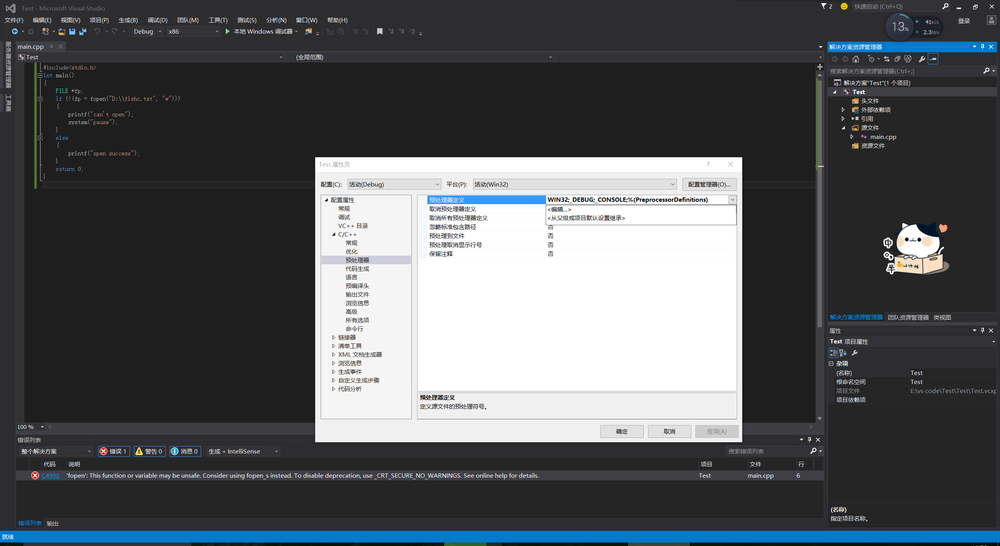 Test - Microsoft Visual Studio
2
快速启动 (Ctrl+Q)
文件(F) 编辑(E) 视图(V) 项目(P) 生成(B) 调试(D) 团队(M) 工具(T) 测试(S) 分析(N) 窗口(W) 帮助(H)
13%
41K/s
2.3M/s
登录
Debug x86 本地 Windows 调试器
服务器资源管理器
工具箱
main.cpp
Test (全局范围)
#include<stdio.h>
int main()
{
FILE *fp;
if (!(fp = fopen("D:\\fishc.txt", "w")))
{
printf("can't open");
system("pause");
}
else
{
printf("open success");
}
return 0;
}
100 %
Test 属性页
?
配置(C): 活动(Debug) 平台(P): 活动(Win32) 配置管理器(O)...
配置属性
常规
调试
VC++ 目录
C/C++
常规
优化
预处理器
代码生成
语言
预编译头
输出文件
浏览信息
高级
所有选项
命令行
链接器
清单工具
XML 文档生成器
浏览信息
生成事件
自定义生成步骤
代码分析
预处理器定义 WIN32;_DEBUG;_CONSOLE;%(PreprocessorDefinitions)
取消预处理器定义
<编辑...>
取消所有预处理器定义
<从父级或项目默认设置继承>
忽略标准包含路径 否
预处理到文件 否
预处理取消显示行号 否
保留注释 否
预处理器定义
定义源文件的预处理符号。
确定 取消 应用(A)
解决方案资源管理器
搜索解决方案资源管理器(Ctrl+;)
解决方案"Test"(1 个项目)
Test
头文件
外部依赖项
引用
源文件
main.cpp
资源文件
中
半
解决方案资源管理器 团队资源管理器 类视图
属性
Test 项目属性
杂项
(名称) Test
根命名空间 Test
项目文件 E:\vs code\Test\Test\Test.vcxp
项目依赖项
(名称)
指定项目名称。
错误列表
整个解决方案 错误 1 警告 0 消息 0 生成 + IntelliSense 搜索错误列表
代码 说明 项目 文件 行
C4996 'fopen': This function or variable may be unsafe. Consider using fopen_s instead. To disable deprecation, use _CRT_SECURE_NO_WARNINGS. See online help for details. Test main.cpp 6
错误列表 输出
就绪